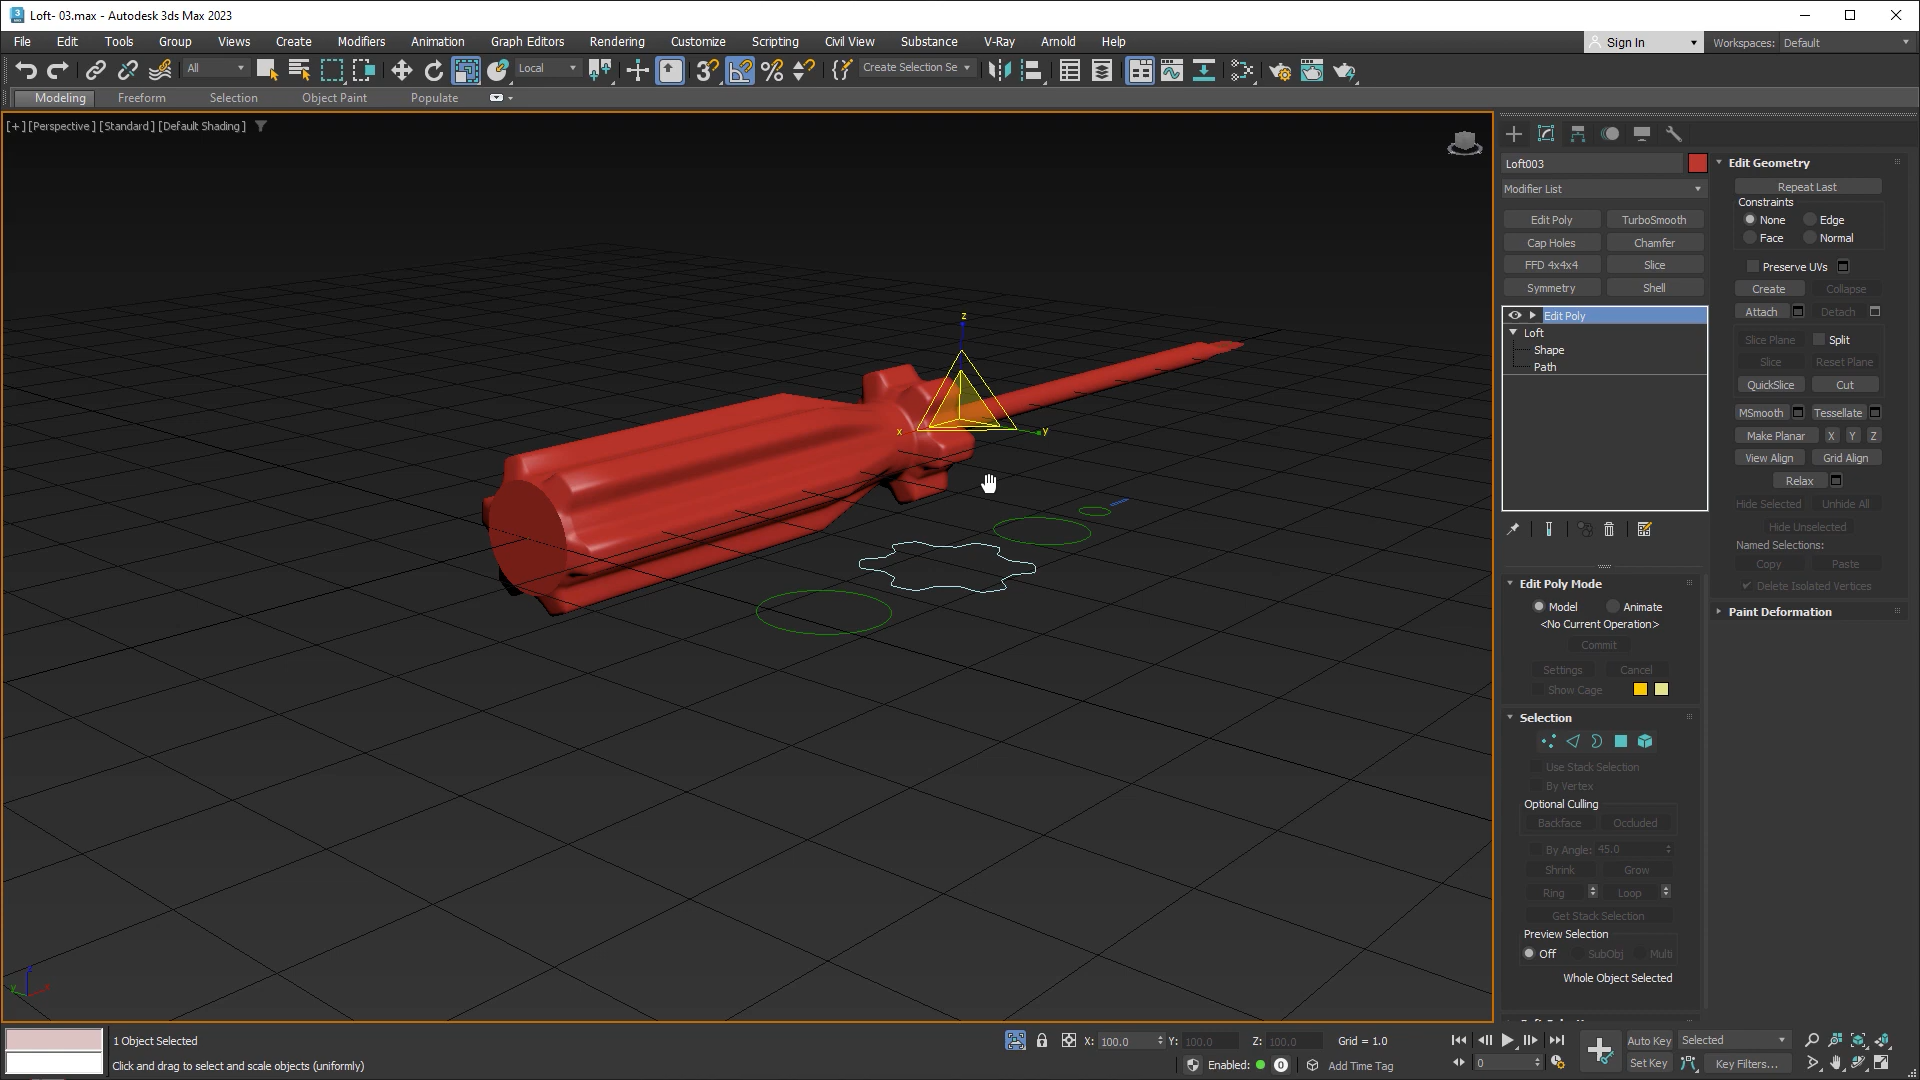 Loft- 03.max - Autodesk 3ds Max 2023
File Edit Tools Group Views Create Modifiers Animation Graph Editors Rendering Customize Scripting Civil View Substance V-Ray Arnold Help
Sign In
Workspaces: Default
All
Local
Create Selection Se
Modeling Freeform Selection Object Paint Populate
[+] [Perspective ] [Standard ] [Default Shading ]
Loft003
Modifier List
Edit Poly TurboSmooth
Cap Holes Chamfer
FFD 4x4x4 Slice
Symmetry Shell
Edit Poly
Loft
Shape
Path
Edit Poly Mode
Model Animate
<No Current Operation>
Commit
Settings Cancel
Show Cage
Selection
Use Stack Selection
By Vertex
Optional Culling
Backface Occluded
By Angle: 45.0
Shrink Grow
Ring Loop
Get Stack Selection
Preview Selection
Off SubObj Multi
Whole Object Selected
Edit Geometry
Repeat Last
Constraints
None Edge
Face Normal
Preserve UVs
Create Collapse
Attach Detach
Slice Plane Split
Slice Reset Plane
QuickSlice Cut
MSmooth Tessellate
Make Planar X Y Z
View Align Grid Align
Relax
Hide Selected Unhide All
Hide Unselected
Named Selections:
Copy Paste
Delete Isolated Vertices
Paint Deformation
z
x
y
1 Object Selected
Click and drag to select and scale objects (uniformly)
X: 100.0 Y: 100.0 Z: 100.0 Grid = 1.0
Enabled: 0 Add Time Tag
0
Auto Key Selected
Set Key Key Filters...